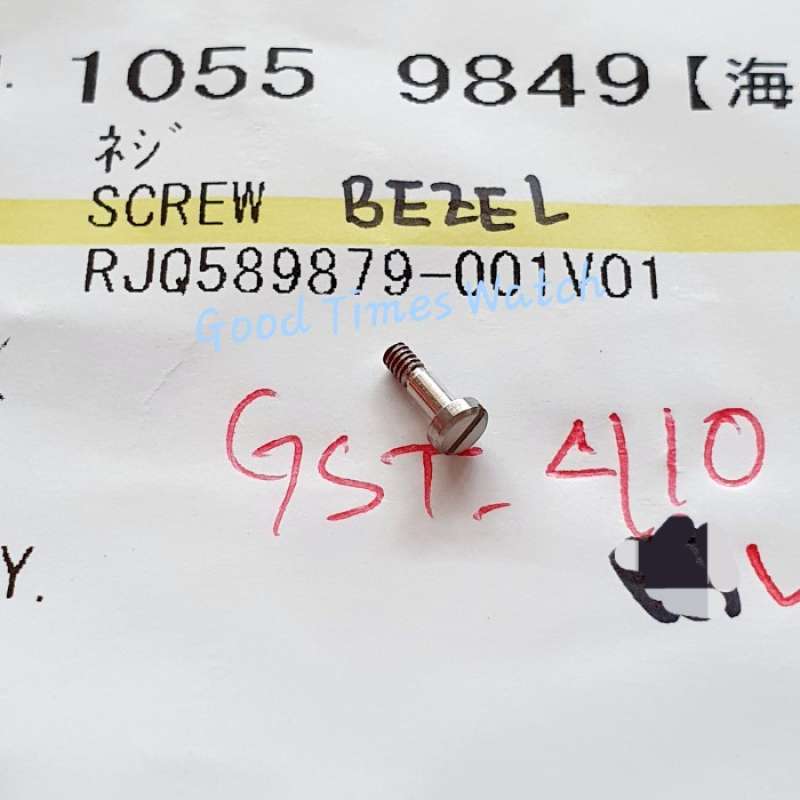 1055 9849【海
ネジ
SCREW BEZEL
RJQ589879-001V01
Good Times Watch
GST-410
Y.